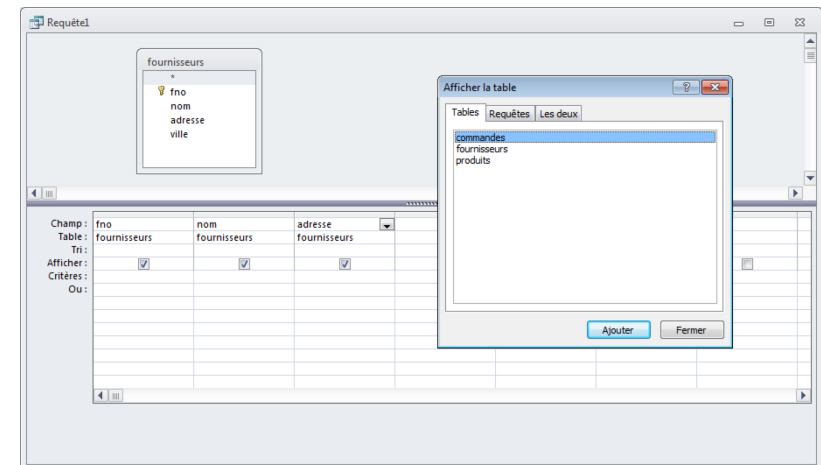 Requête1
fournisseurs
*
fno
nom
adresse
ville
Afficher la table
Tables Requêtes Les deux
commandes
fournisseurs
produits
Ajouter Fermer
Champ : fno nom adresse
Table : fournisseurs fournisseurs fournisseurs
Tri :
Afficher :
Critères :
Ou :